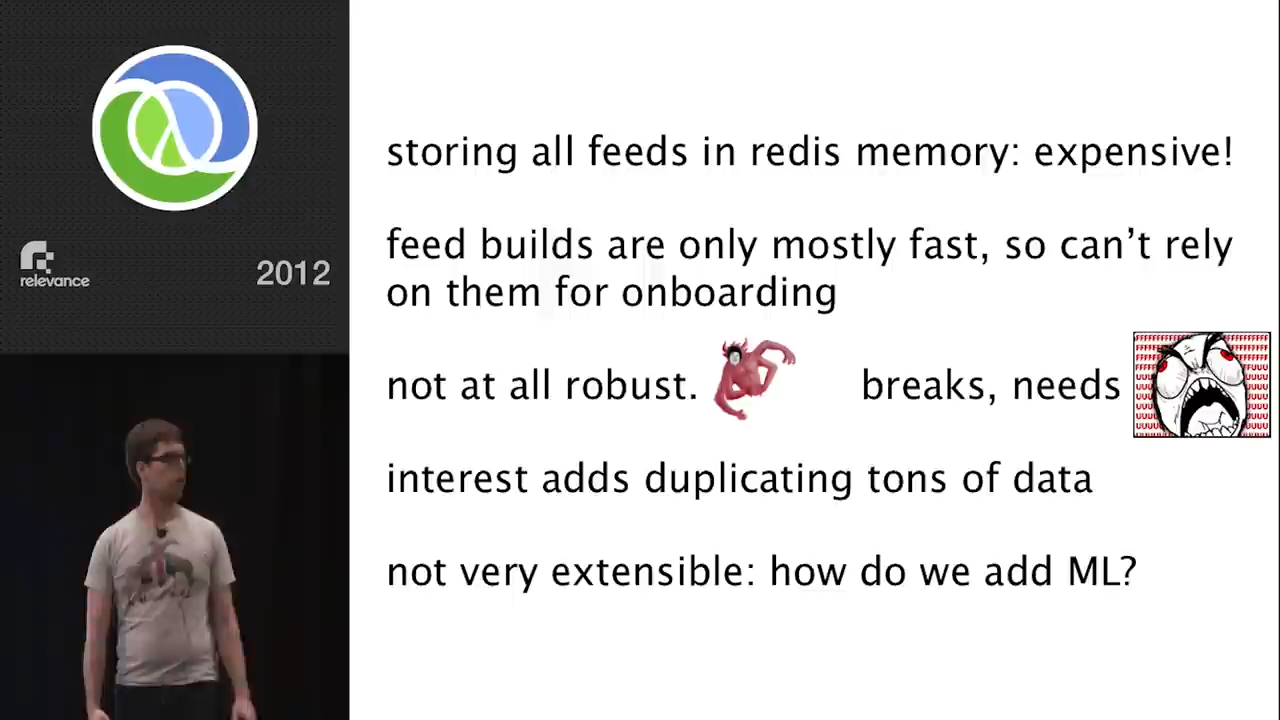 relevance
2012
storing all feeds in redis memory: expensive!
feed builds are only mostly fast, so can’t rely
on them for onboarding
not at all robust. breaks, needs
interest adds duplicating tons of data
not very extensible: how do we add ML?